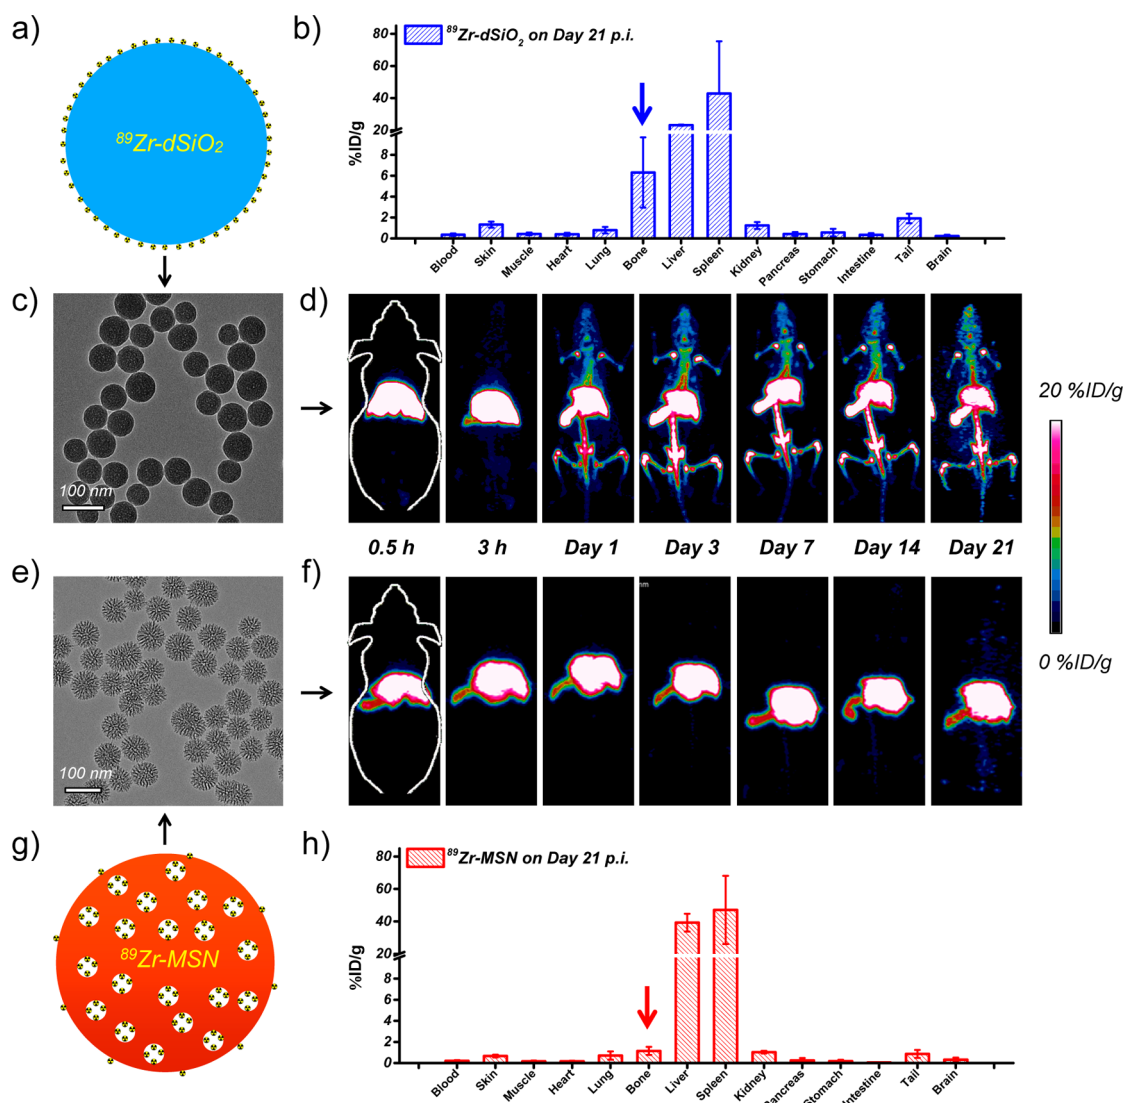 a)
⁸⁹Zr-dSiO₂
b)
⁸⁹Zr-dSiO₂ on Day 21 p.i.
%ID/g
80
60
40
20
8
6
4
2
0
Blood
Skin
Muscle
Heart
Lung
Bone
Liver
Spleen
Kidney
Pancreas
Stomach
Intestine
Tail
Brain
c)
100 nm
d)
20 %ID/g
0.5 h
3 h
Day 1
Day 3
Day 7
Day 14
Day 21
e)
100 nm
f)
nm
0 %ID/g
g)
⁸⁹Zr-MSN
h)
⁸⁹Zr-MSN on Day 21 p.i.
%ID/g
80
60
40
20
8
6
4
2
0
Blood
Skin
Muscle
Heart
Lung
Bone
Liver
Spleen
Kidney
Pancreas
Stomach
Intestine
Tail
Brain